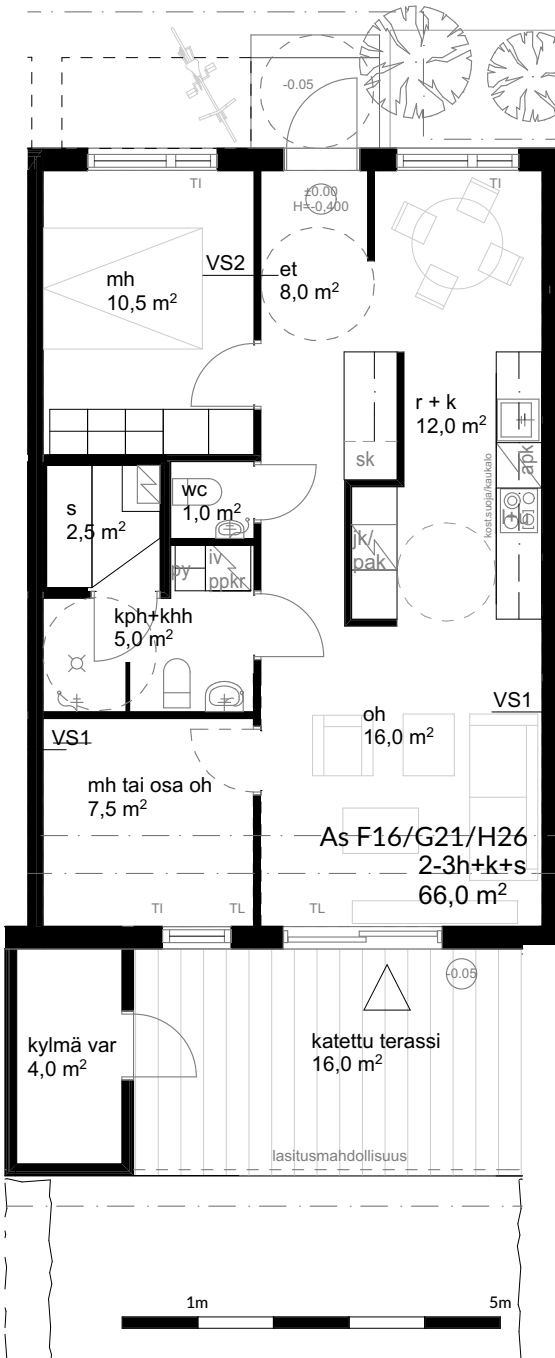 -0.05
TI
±0.00
H=-0,400
TI
mh
10,5 m²
VS2
et
8,0 m²
r + k
12,0 m²
sk
apk
kost.suoja/kaukalo
s
2,5 m²
wc
1,0 m²
jk/
pak
py
iv
ppkr
kph+khh
5,0 m²
VS1
oh
16,0 m²
VS1
mh tai osa oh
7,5 m²
As F16/G21/H26
2-3h+k+s
66,0 m²
TI
TL
TL
-0.05
kylmä var
4,0 m²
katettu terassi
16,0 m²
lasitusmahdollisuus
1m
5m